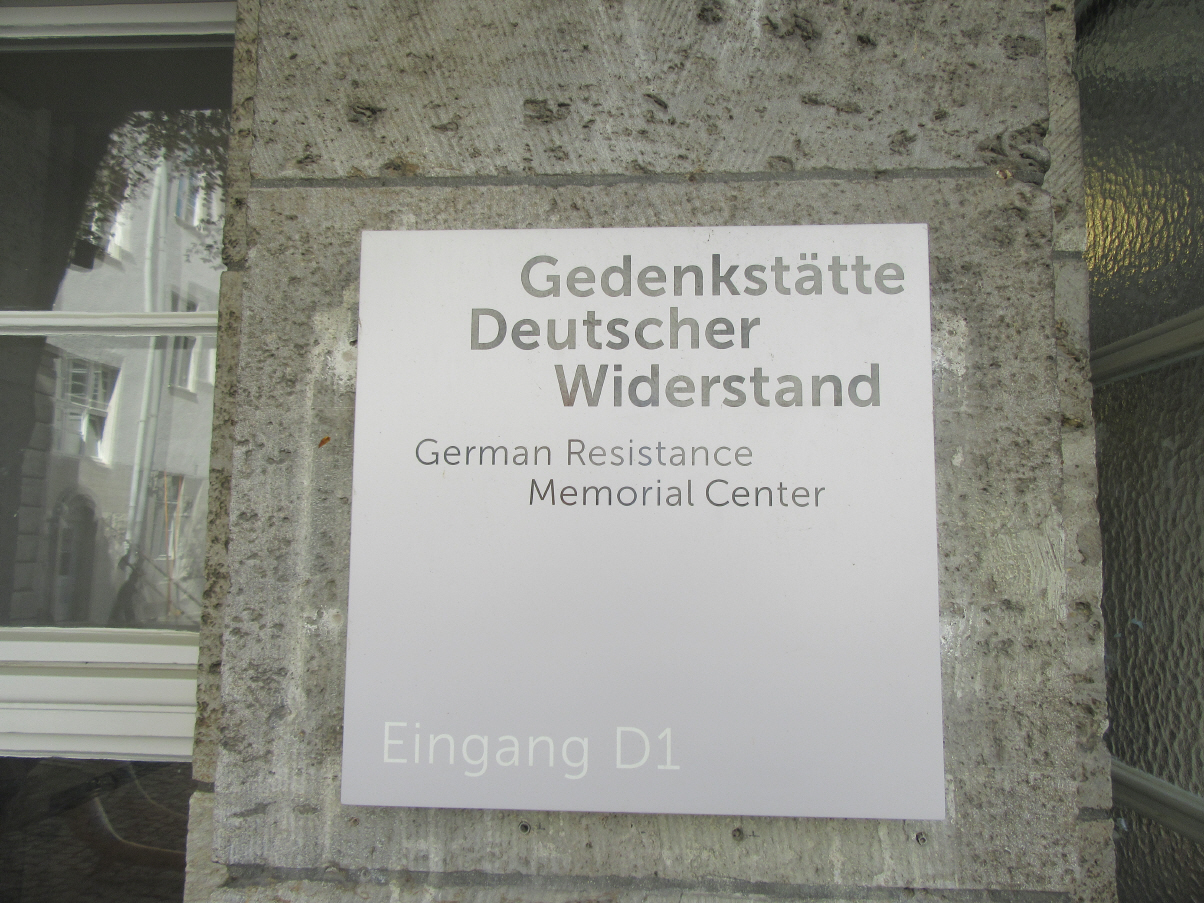 Gedenkstätte
Deutscher
Widerstand
German Resistance
Memorial Center
Eingang D1